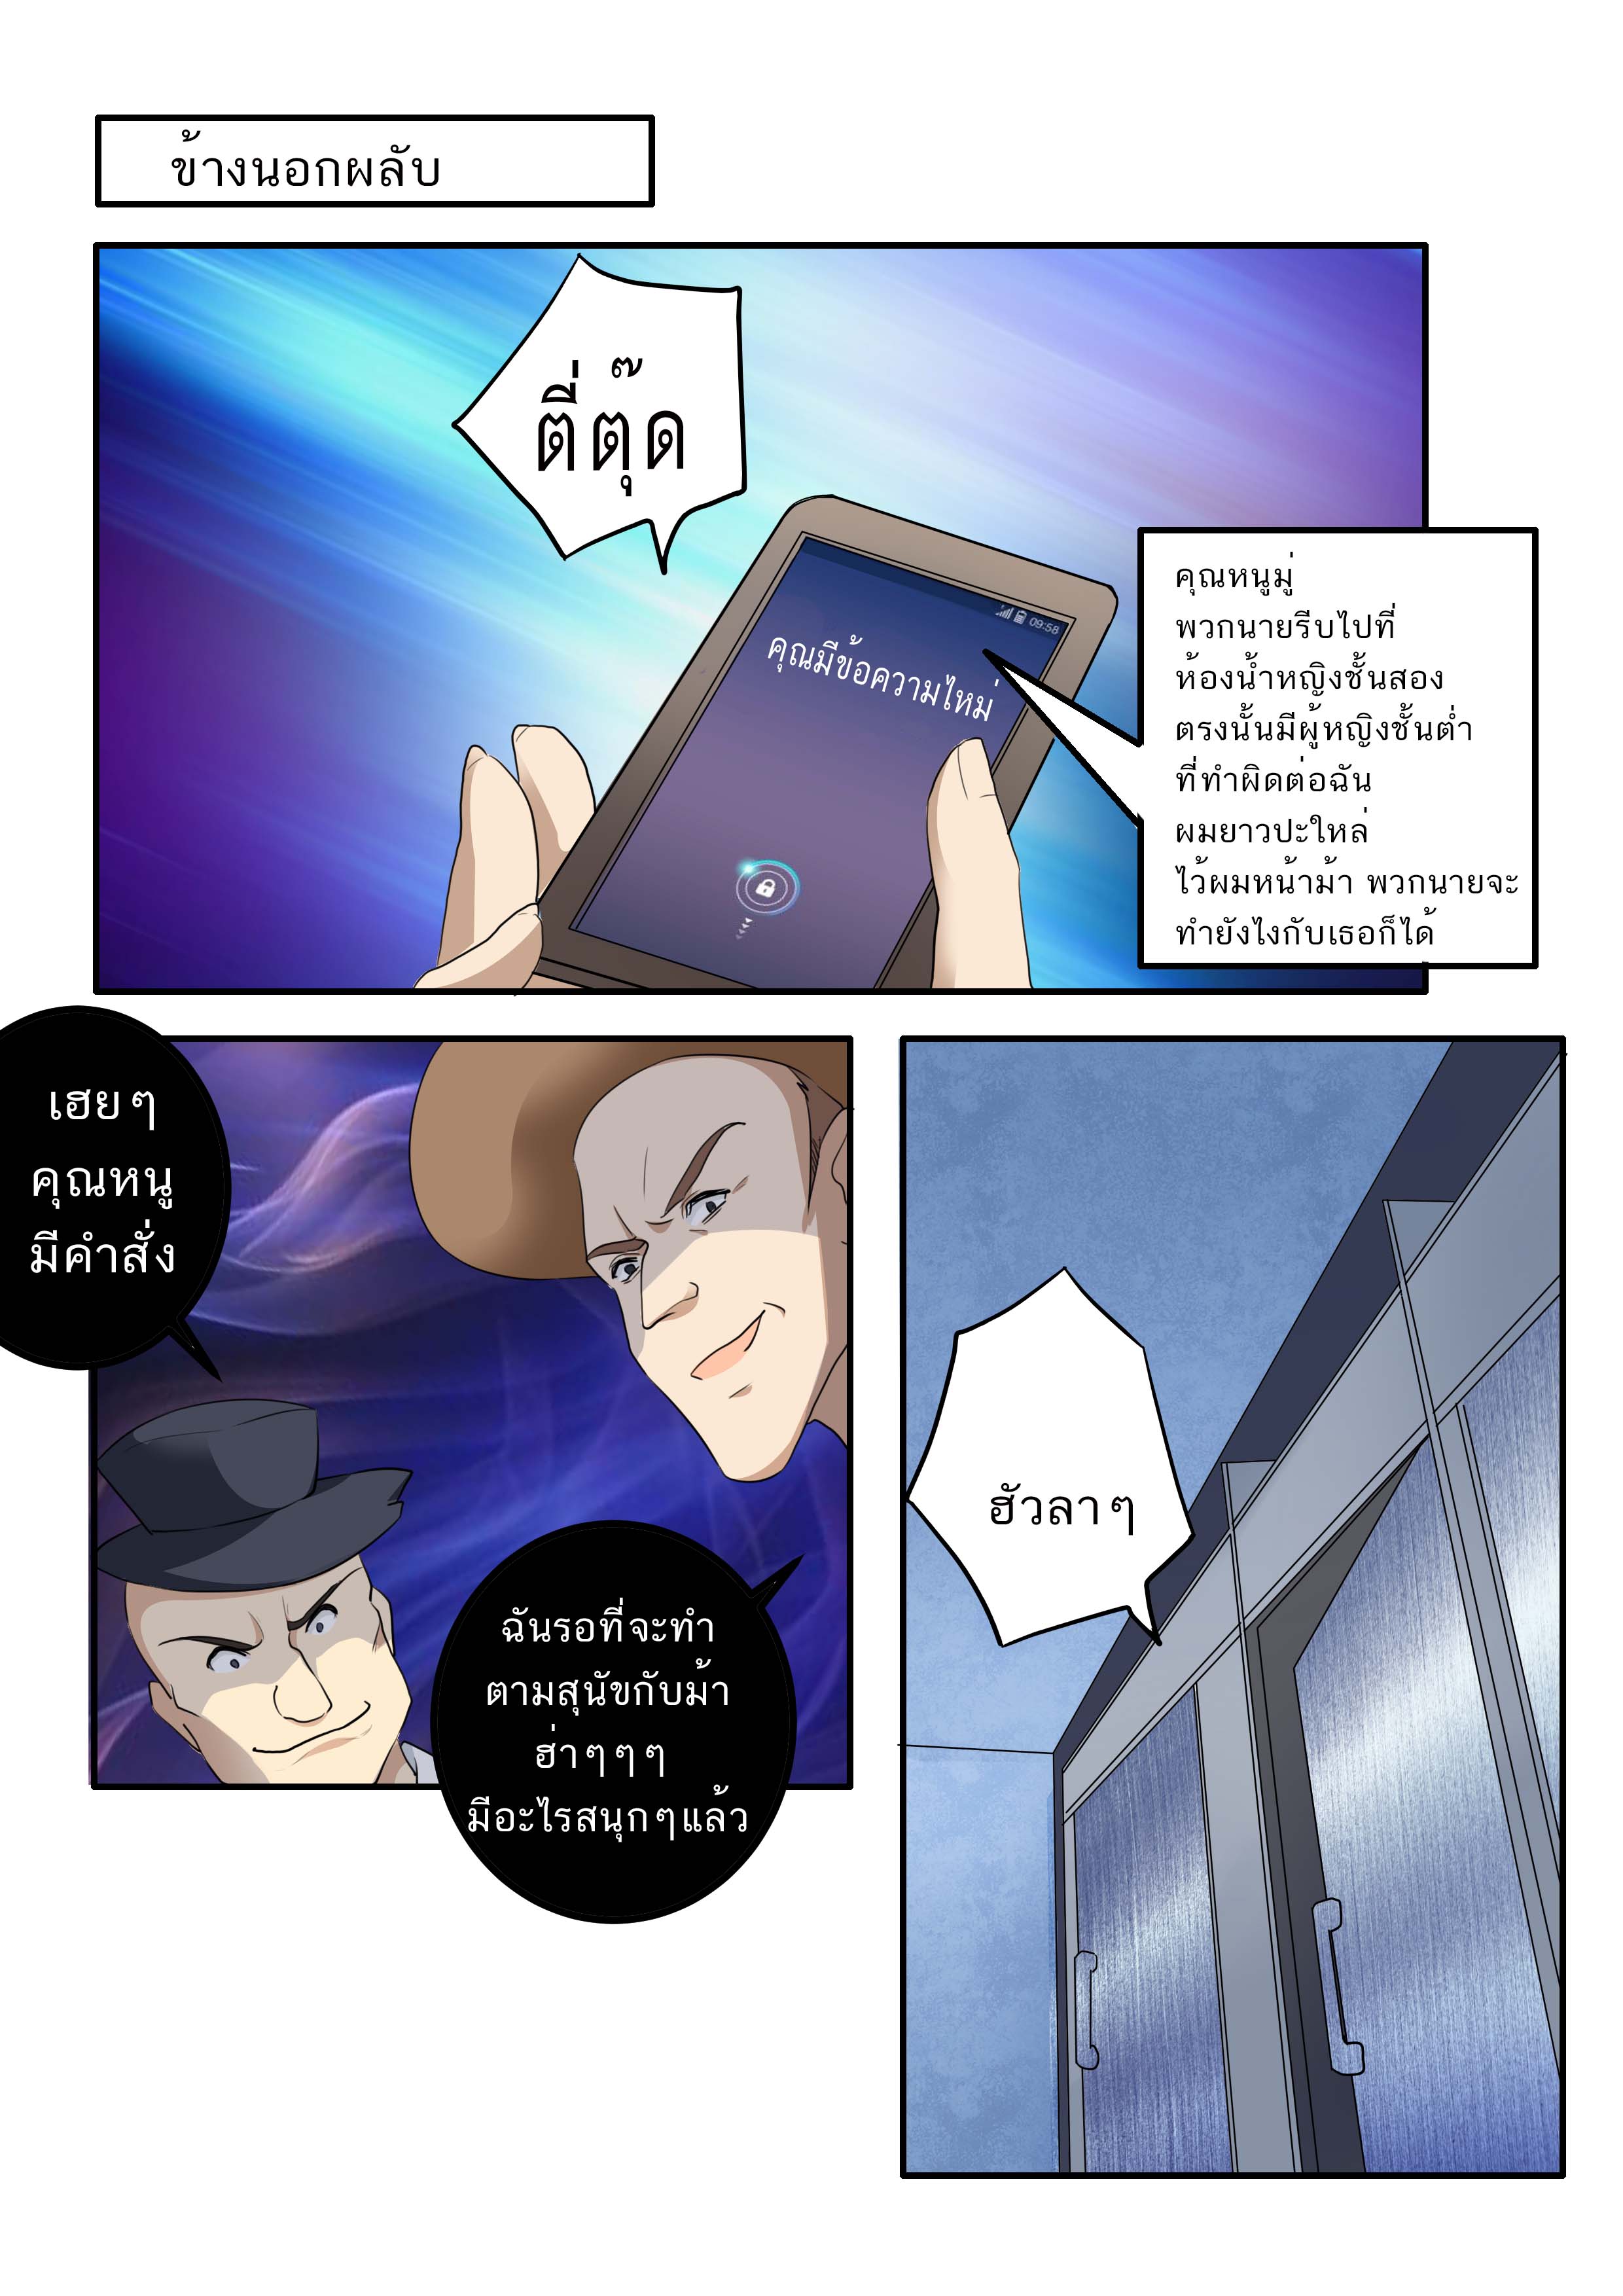 ข้างนอกผลับ
ตี่ตุ๊ด
09:58
คุณมีข้อความไหม่
คุณหนูมู่
พวกนายรีบไปที่
ห้องน้ำหญิงชั้นสอง
ตรงนั้นมีผู้หญิงชั้นต่ำ
ที่ทำผิดต่อฉัน
ผมยาวปะใหล่
ไว้ผมหน้าม้า พวกนายจะ
ทำยังไงกับเธอก็ได้
เฮยๆ
คุณหนู
มีคำสั่ง
ฉันรอที่จะทำ
ตามสุนัขกับม้า
ฮ่าๆๆๆ
มีอะไรสนุกๆแล้ว
ฮัวลาๆ